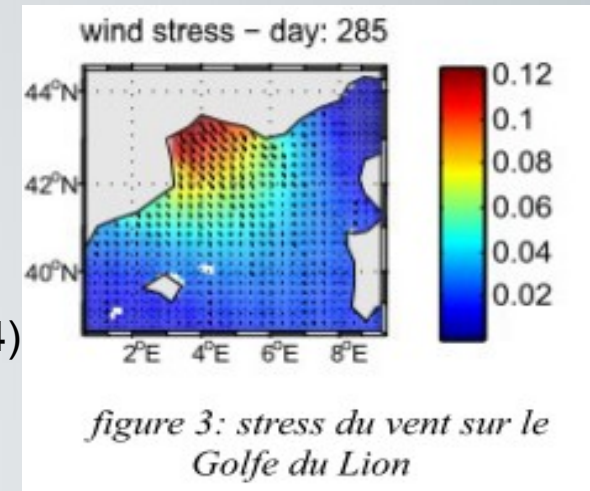 wind stress – day: 285
44°N
42°N
40°N
2°E 4°E 6°E 8°E
0.12
0.1
0.08
0.06
0.04
0.02
4)
figure 3: stress du vent sur le
Golfe du Lion